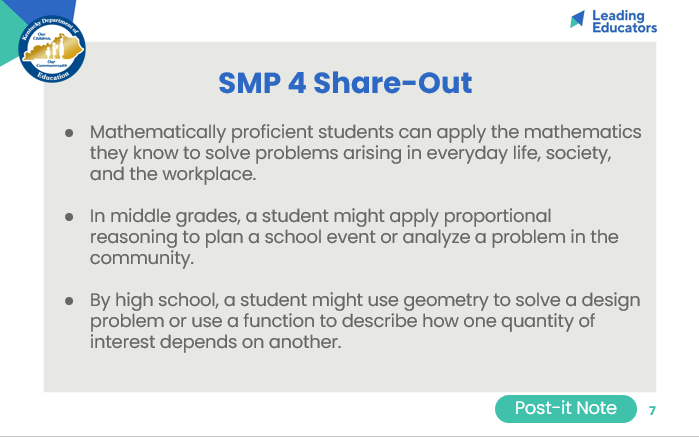 Kentucky Department of
Our
Children,
Our
Commonwealth
Education
Leading
Educators
SMP 4 Share-Out
● Mathematically proficient students can apply the mathematics
they know to solve problems arising in everyday life, society,
and the workplace.
● In middle grades, a student might apply proportional
reasoning to plan a school event or analyze a problem in the
community.
● By high school, a student might use geometry to solve a design
problem or use a function to describe how one quantity of
interest depends on another.
Post-it Note
7